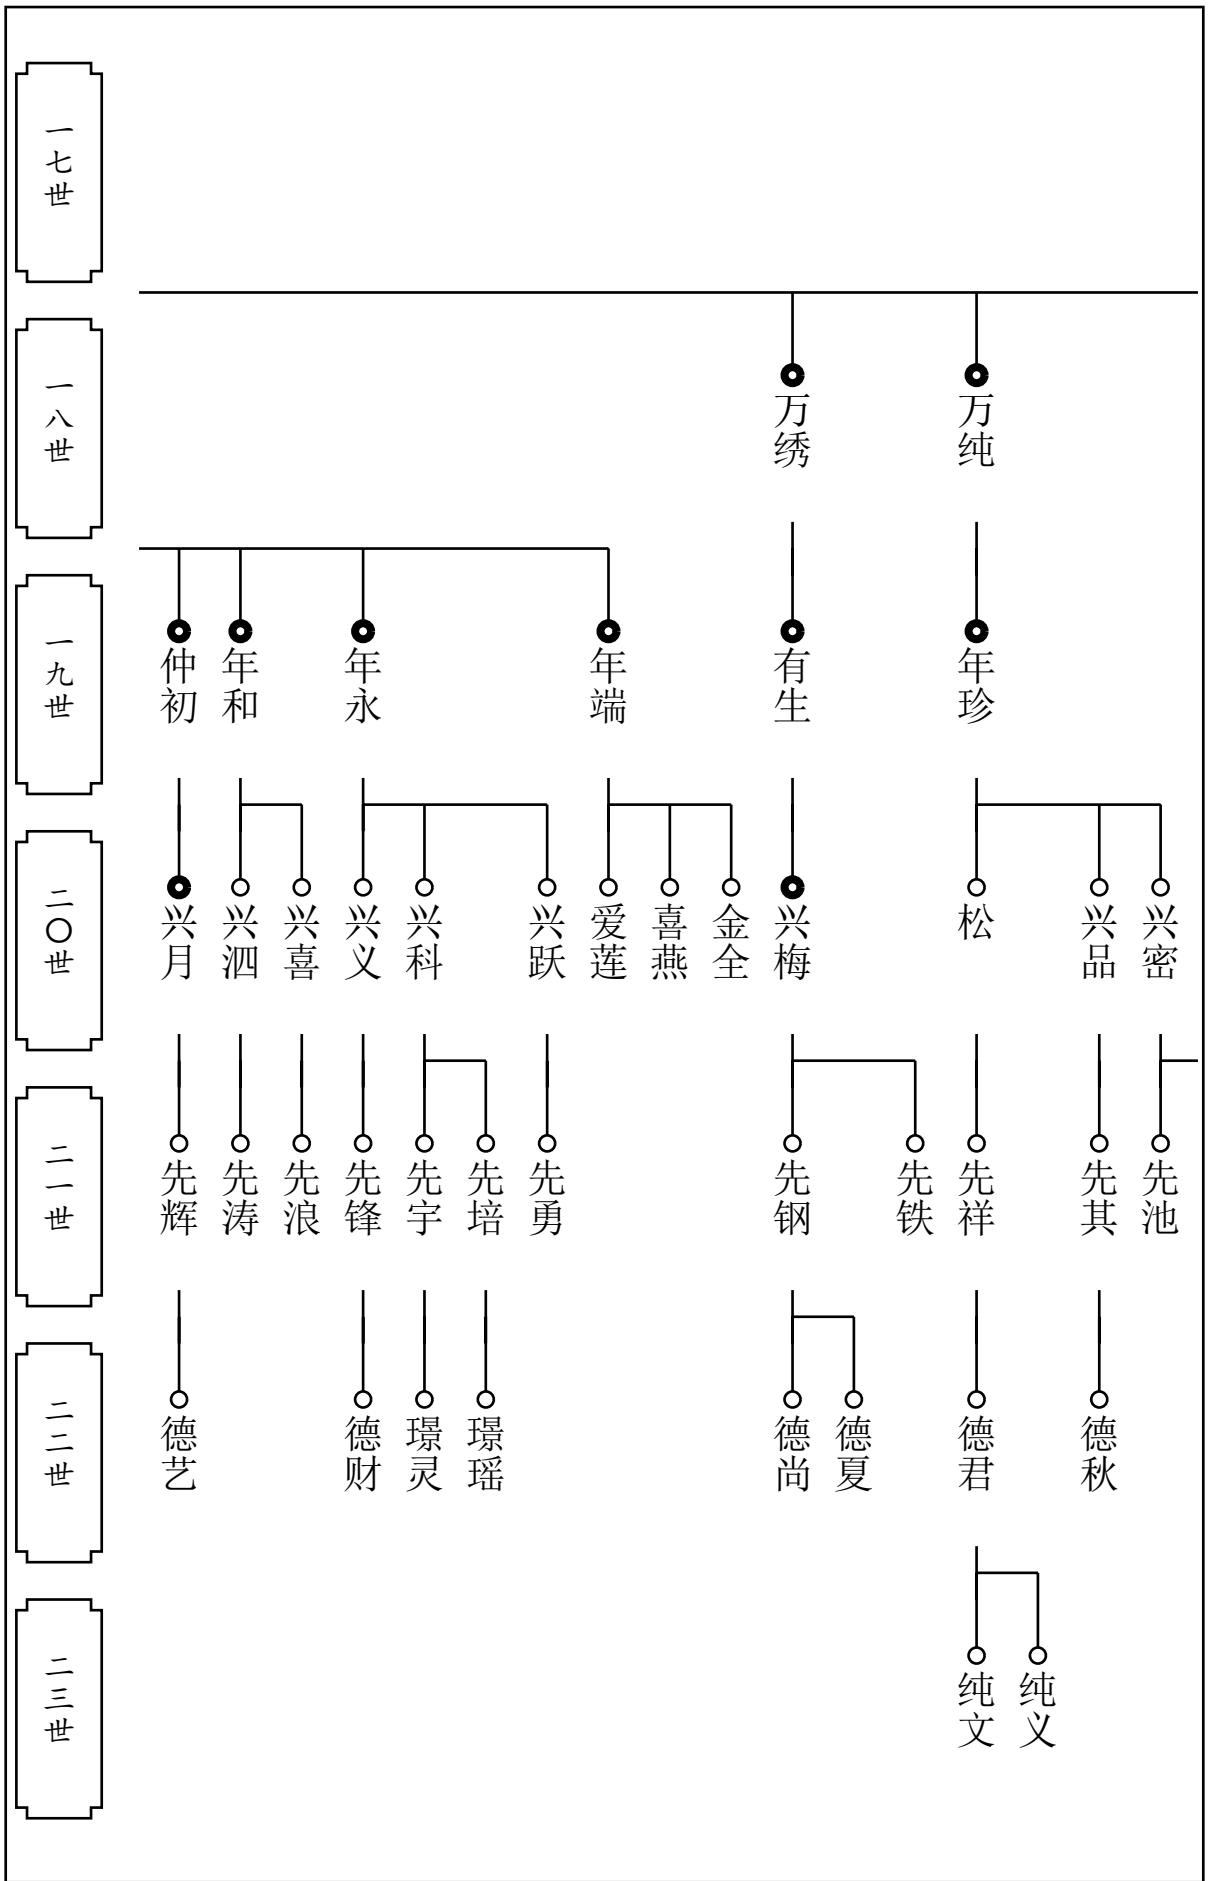 一七世
一八世
万绣
万纯
一九世
仲初
年和
年永
年端
有生
年珍
二〇世
兴月
兴泗
兴喜
兴义
兴科
兴跃
爱莲
喜燕
金全
兴梅
松
兴品
兴密
二一世
先辉
先涛
先浪
先锋
先宇
先培
先勇
先钢
先铁
先祥
先其
先池
二二世
德艺
德财
璟灵
璟瑶
德尚
德夏
德君
德秋
二三世
纯文
纯义